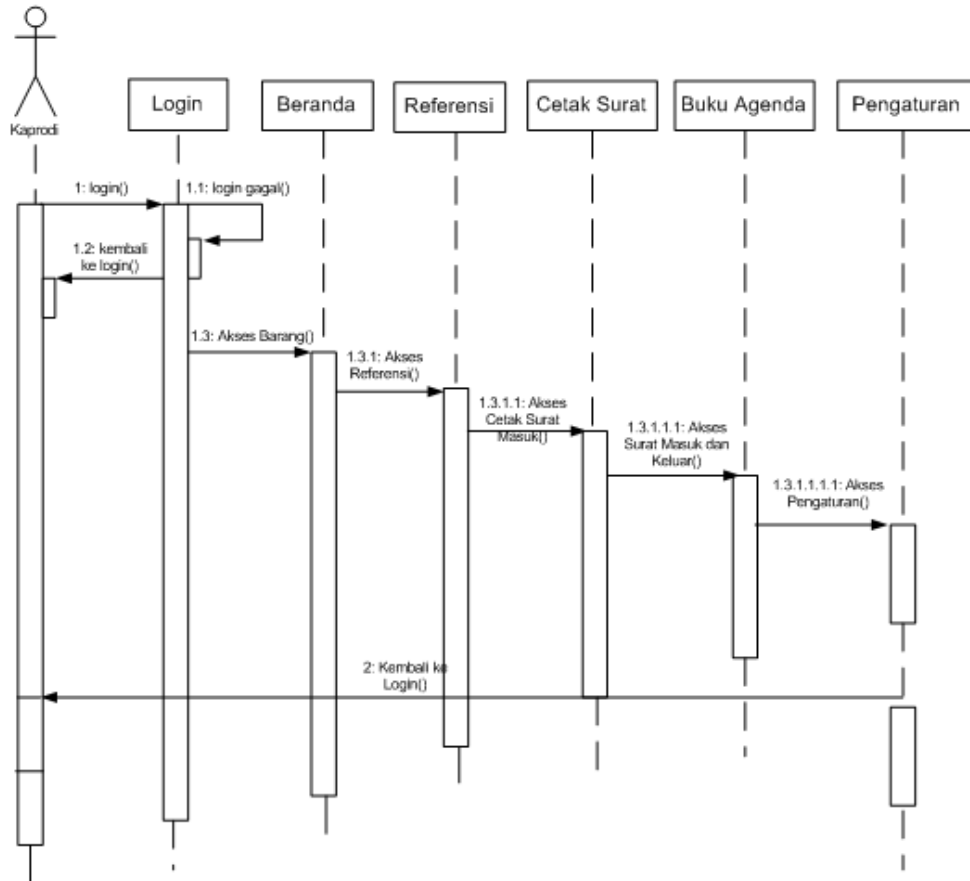 Kaprodi
Login
Beranda
Referensi
Cetak Surat
Buku Agenda
Pengaturan
1: login()
1.1: login gagal()
1.2: kembali
ke login()
1.3: Akses Barang()
1.3.1: Akses
Referensi()
1.3.1.1: Akses
Cetak Surat
Masuk()
1.3.1.1.1: Akses
Surat Masuk dan
Keluar()
1.3.1.1.1.1: Akses
Pengaturan()
2: Kembali ke
Login()